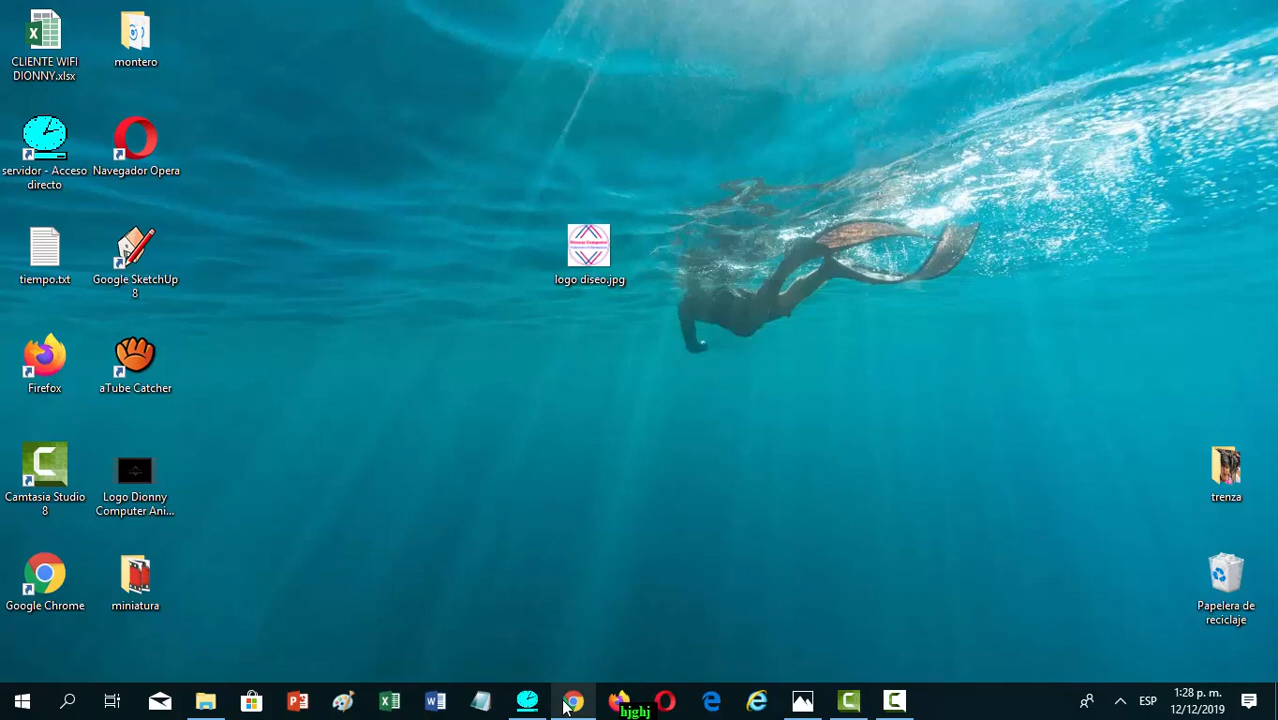 CLIENTE WIFI
DIONNY.xlsx
montero
servidor - Acceso
directo
Navegador Opera
tiempo.txt
Google SketchUp
8
Firefox
aTube Catcher
Camtasia Studio
8
Logo Dionny
Computer Ani...
Google Chrome
miniatura
logo diseo.jpg
trenza
Papelera de
reciclaje
hjghj
ESP
1:28 p. m.
12/12/2019